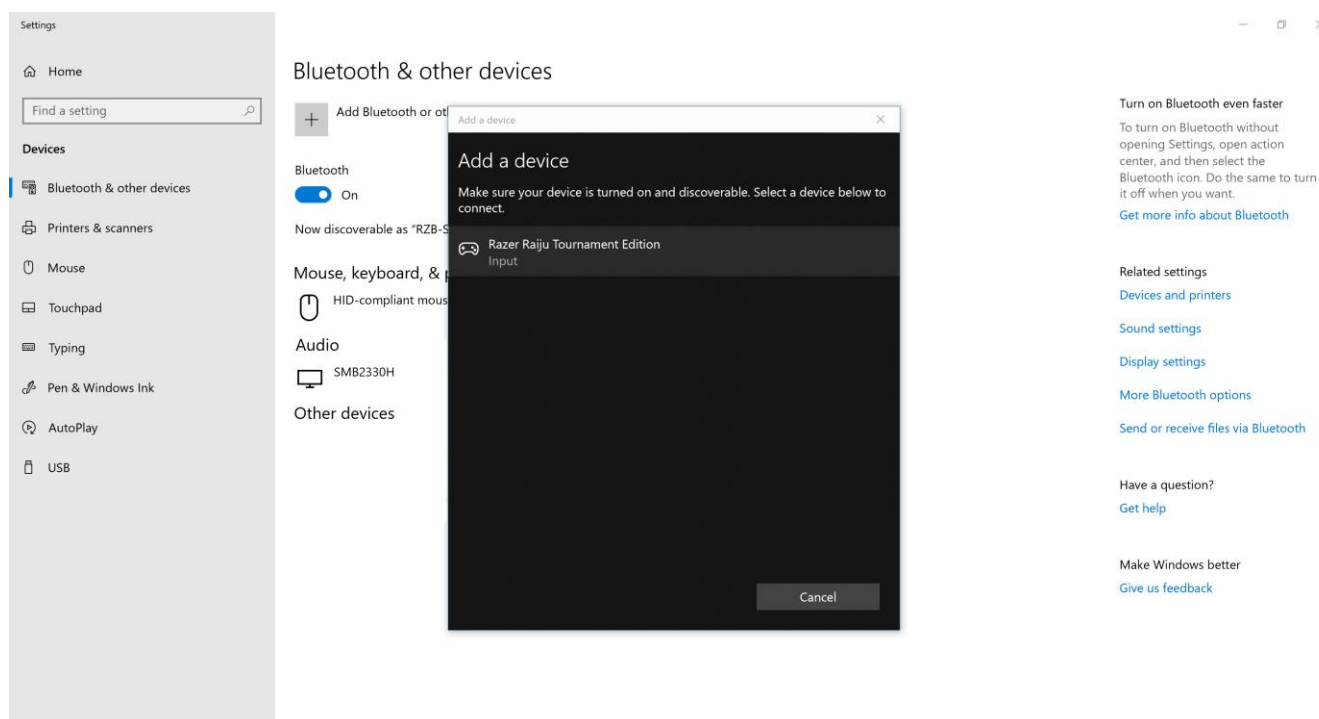 Settings
Home
Find a setting
Devices
Bluetooth & other devices
Printers & scanners
Mouse
Touchpad
Typing
Pen & Windows Ink
AutoPlay
USB
Bluetooth & other devices
Add Bluetooth or ot
Bluetooth
On
Now discoverable as "RZB-S
Mouse, keyboard, & p
HID-compliant mous
Audio
SMB2330H
Other devices
Add a device
Add a device
Make sure your device is turned on and discoverable. Select a device below to
connect.
Razer Raiju Tournament Edition
Input
Cancel
Turn on Bluetooth even faster
To turn on Bluetooth without
opening Settings, open action
center, and then select the
Bluetooth icon. Do the same to turn
it off when you want.
Get more info about Bluetooth
Related settings
Devices and printers
Sound settings
Display settings
More Bluetooth options
Send or receive files via Bluetooth
Have a question?
Get help
Make Windows better
Give us feedback